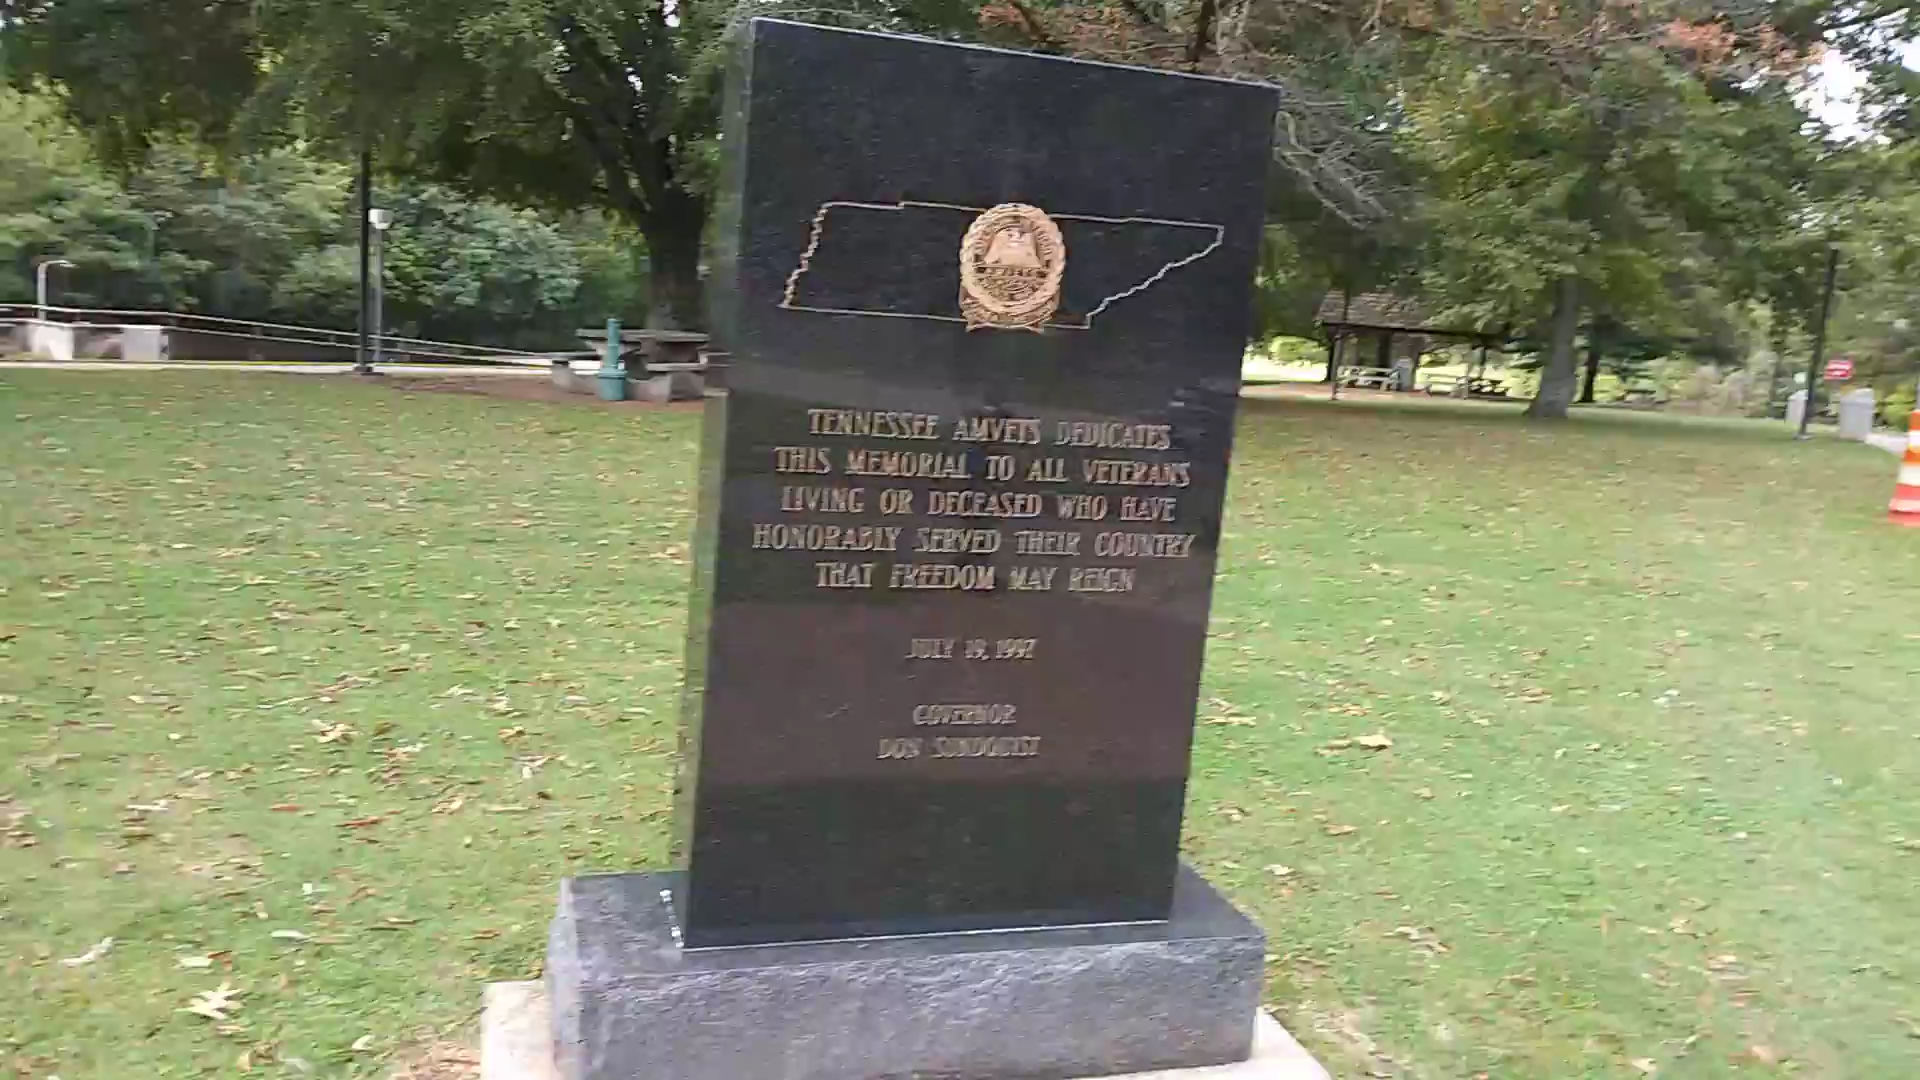 AMVETS
TENNESSEE AMVETS DEDICATES
THIS MEMORIAL TO ALL VETERANS
LIVING OR DECEASED WHO HAVE
HONORABLY SERVED THEIR COUNTRY
THAT FREEDOM MAY REIGN
JULY 19, 1997
GOVERNOR
DON SUNDQUIST